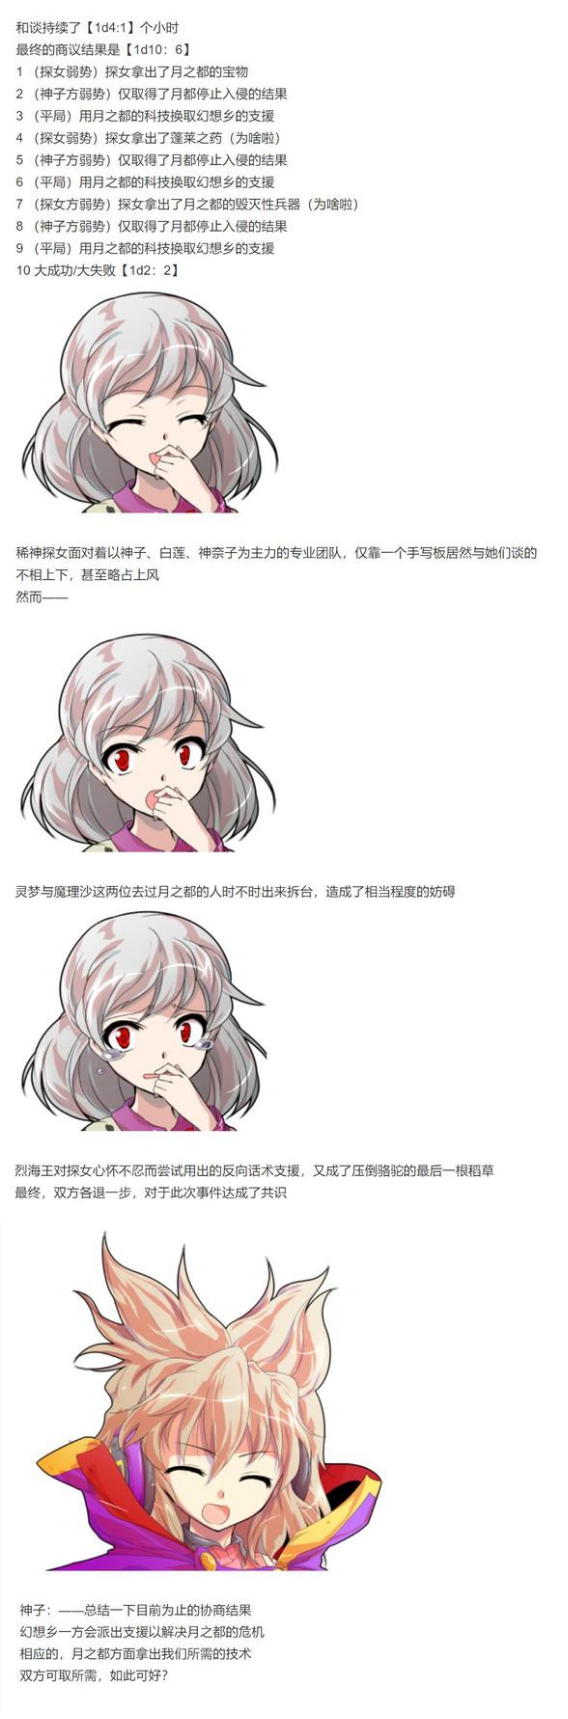 和谈持续了【1d4:1】个小时
最终的商议结果是【1d10：6】
1 （探女弱势）探女拿出了月之都的宝物
2 （神子方弱势）仅取得了月都停止入侵的结果
3 （平局）用月之都的科技换取幻想乡的支援
4 （探女弱势）探女拿出了蓬莱之药（为啥啦）
5 （神子方弱势）仅取得了月都停止入侵的结果
6 （平局）用月之都的科技换取幻想乡的支援
7 （探女方弱势）探女拿出了月之都的毁灭性兵器（为啥啦）
8 （神子方弱势）仅取得了月都停止入侵的结果
9 （平局）用月之都的科技换取幻想乡的支援
10 大成功/大失败【1d2：2】
稀神探女面对着以神子、白莲、神奈子为主力的专业团队，仅靠一个手写板居然与她们谈的
不相上下，甚至略占上风
然而——
灵梦与魔理沙这两位去过月之都的人时不时出来拆台，造成了相当程度的妨碍
烈海王对探女心怀不忍而尝试用出的反向话术支援，又成了压倒骆驼的最后一根稻草
最终，双方各退一步，对于此次事件达成了共识
神子：——总结一下目前为止的协商结果
幻想乡一方会派出支援以解决月之都的危机
相应的，月之都方面拿出我们所需的技术
双方可取所需，如此可好？